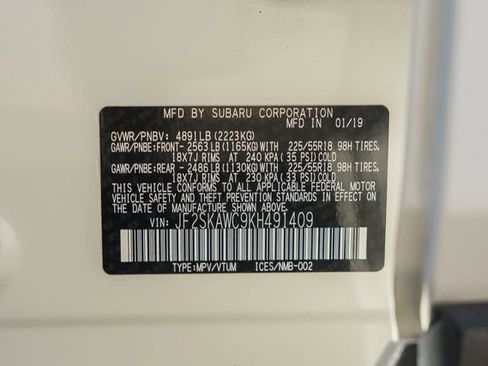 MFD BY SUBARU CORPORATION
GVWR/PNBV: 4891LB(2223KG) MFD IN 01/19
GAWR/PNBE:FRONT- 2563LB(1165KG)WITH 225/55R18 98H TIRES,
18X7J RIMS AT 240 KPA( 35 PSI)COLD
GAWR/PNBE:REAR - 2486LB(1130KG)WITH 225/55R18 98H TIRES,
18X7J RIMS AT 230 KPA( 33 PSI)COLD
THIS VEHICLE CONFORMS TO ALL APPLICABLE FEDERAL MOTOR
VEHICLE SAFETY AND THEFT PREVENTION STANDARDS IN EFFECT ON
THE DATE OF MANUFACTURE SHOWN ABOVE.
VIN: JF2SKAWC9KH491409
TYPE:MPV/VTUM ICES/NMB-002